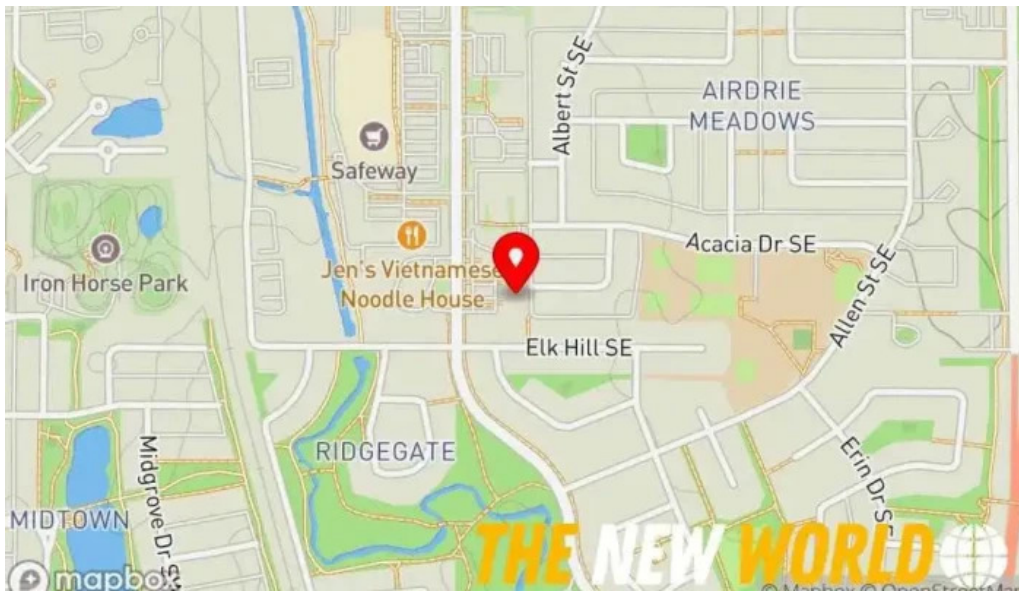 Albert St SE
AIRDRIE
MEADOWS
Safeway
Acacia Dr SE
Iron Horse Park
Jen's Vietnamese
Noodle House
Allen St SE
Elk Hill SE
RIDGEGATE
Midgrove Dr
Erin Dr SE
MIDTOWN
THE NEW WORLD
mapbox
© Mapbox © OpenStreetMap